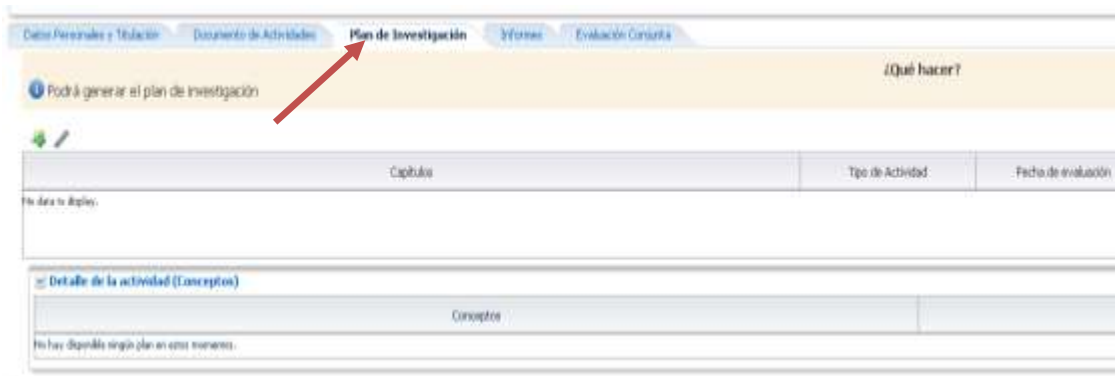 Datos Personales y Titulación Documento de Actividades Plan de Investigación Informes Evaluación Conjunta
¿Qué hacer?
Podrá generar el plan de investigación
Capítulos Tipo de Actividad Fecha de evaluación
No data to display.
Detalle de la actividad (Conceptos)
Conceptos
No hay disponible ningún plan en estos momentos.